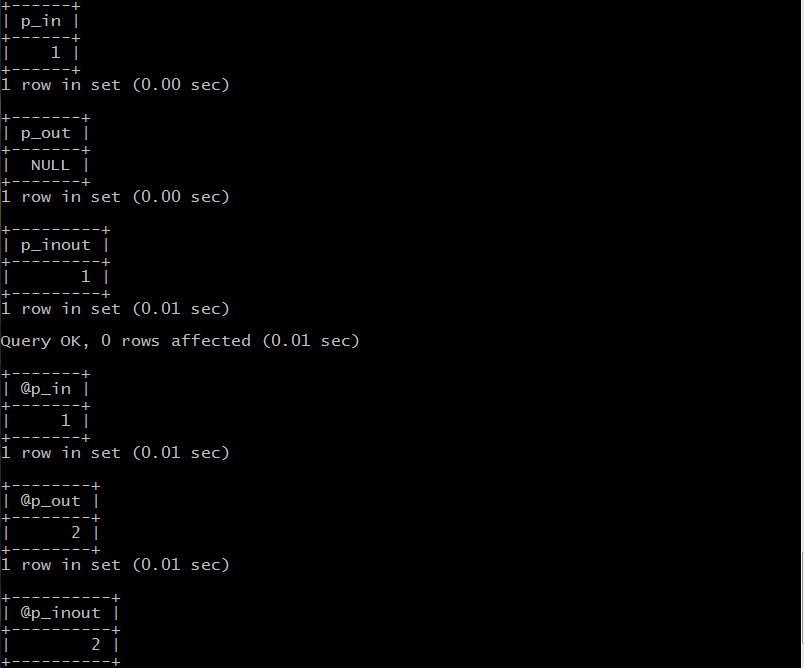 +------+
| p_in |
+------+
|    1 |
+------+
1 row in set (0.00 sec)

+-------+
| p_out |
+-------+
|  NULL |
+-------+
1 row in set (0.00 sec)

+---------+
| p_inout |
+---------+
|       1 |
+---------+
1 row in set (0.01 sec)

Query OK, 0 rows affected (0.01 sec)

+-------+
| @p_in |
+-------+
|     1 |
+-------+
1 row in set (0.01 sec)

+--------+
| @p_out |
+--------+
|      2 |
+--------+
1 row in set (0.01 sec)

+----------+
| @p_inout |
+----------+
|        2 |
+----------+